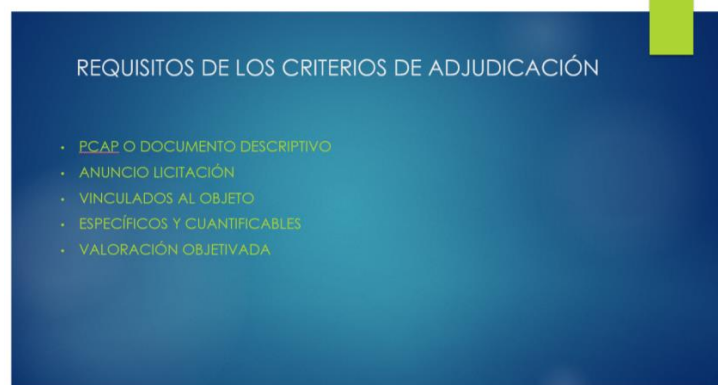 REQUISITOS DE LOS CRITERIOS DE ADJUDICACIÓN
• PCAP O DOCUMENTO DESCRIPTIVO
• ANUNCIO LICITACIÓN
• VINCULADOS AL OBJETO
• ESPECÍFICOS Y CUANTIFICABLES
• VALORACIÓN OBJETIVADA